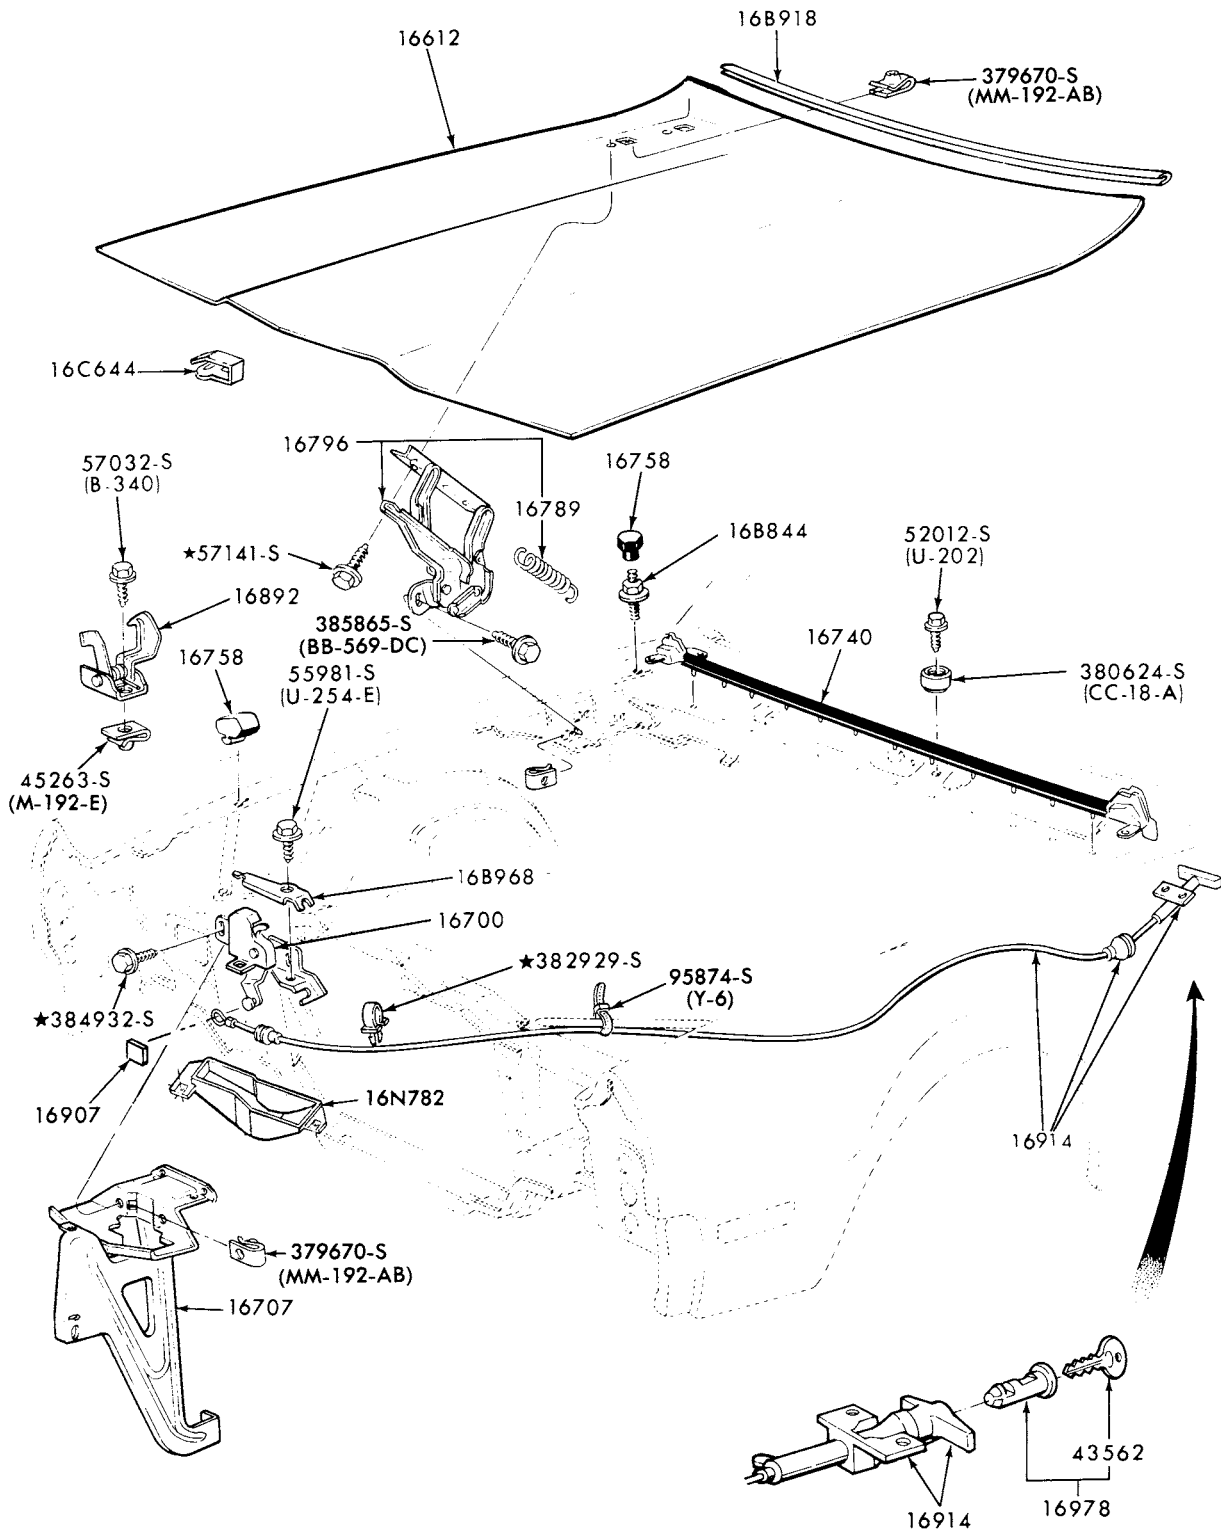 16B918
16612
379670-S
(MM-192-AB)
16C644
16796
16758
57032-S
(B-340)
16789
16B844
52012-S
(U-202)
★57141-S
16892
385865-S
(BB-569-DC)
16740
16758
55981-S
(U-254-E)
380624-S
(CC-18-A)
45263-S
(M-192-E)
16B968
16700
★382929-S
95874-S
(Y-6)
★384932-S
16907
16N782
16914
379670-S
(MM-192-AB)
16707
43562
16978
16914